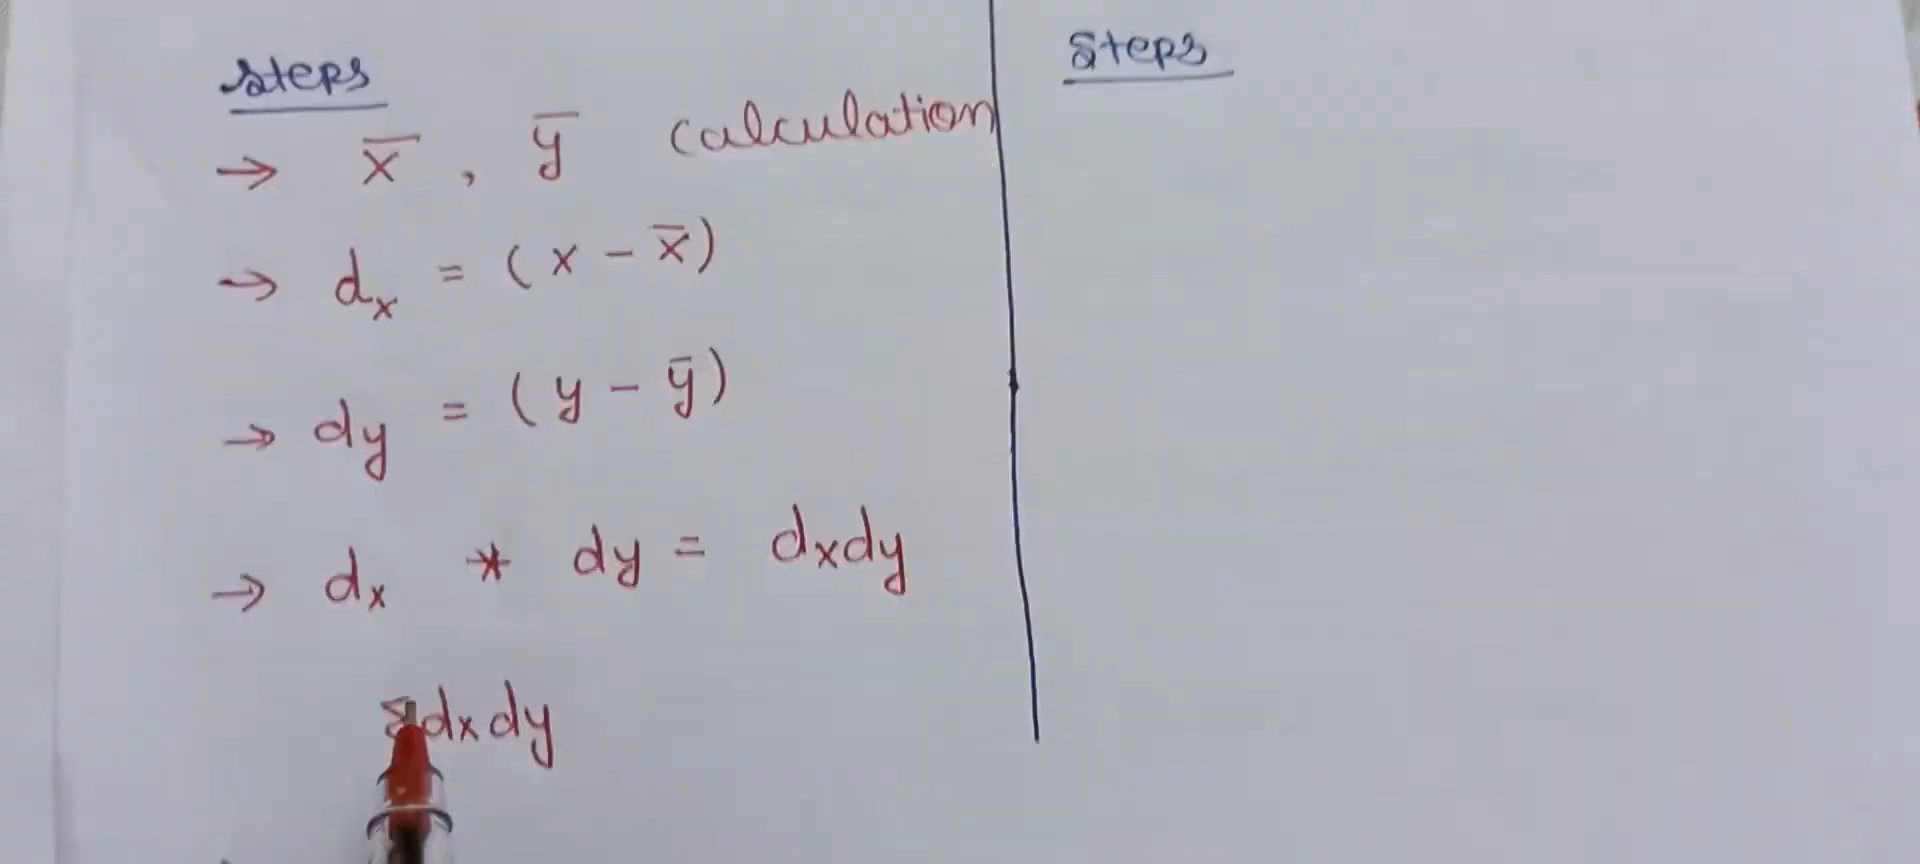 Steps
→ x̅ , y̅ calculation
→ dx = (x - x̅)
→ dy = (y - y̅)
→ dx * dy = dxdy
Σdxdy
Steps